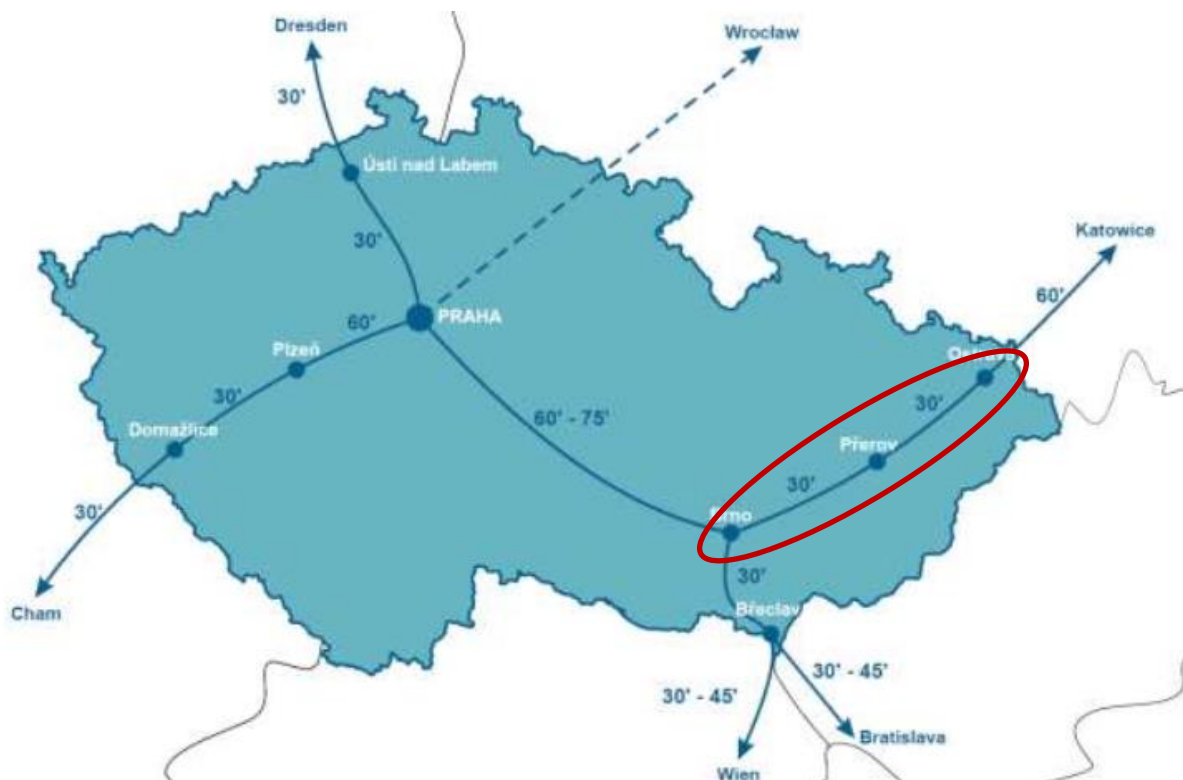 Dresden
Wrocław
30'
Ústí nad Labem
Katowice
30'
60'
PRAHA
60'
Plzeň
Ostrava
30'
30'
60' - 75'
Domažlice
Přerov
30'
30'
Brno
30'
Cham
Břeclav
30' - 45'
30' - 45'
Bratislava
Wien